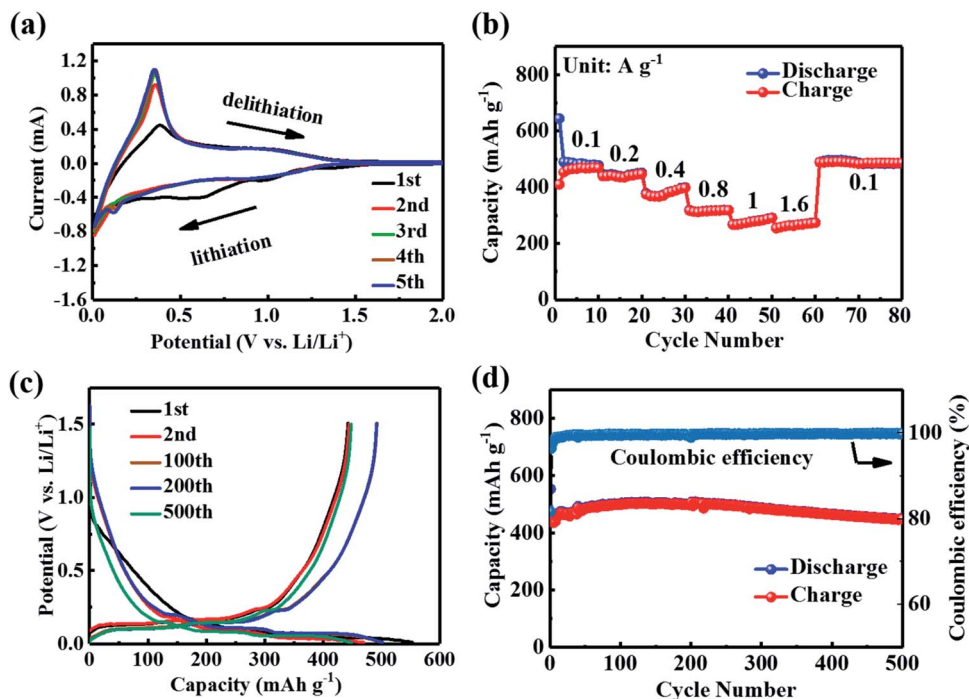 (a)
1.2
0.8
0.4
0.0
-0.4
-0.8
-1.2
-1.6
Current (mA)
delithiation
lithiation
1st
2nd
3rd
4th
5th
0.0 0.5 1.0 1.5 2.0
Potential (V vs. Li/Li⁺)
(b)
800
600
400
200
0
Capacity (mAh g⁻¹)
Unit: A g⁻¹
Discharge
Charge
0.1
0.2
0.4
0.8
1
1.6
0.1
0 10 20 30 40 50 60 70 80
Cycle Number
(c)
1.5
1.0
0.5
0.0
Potential (V vs. Li/Li⁺)
1st
2nd
100th
200th
500th
0 100 200 300 400 500 600
Capacity (mAh g⁻¹)
(d)
800
600
400
200
0
Capacity (mAh g⁻¹)
Coulombic efficiency
Discharge
Charge
100
80
60
Coulombic efficiency (%)
0 100 200 300 400 500
Cycle Number